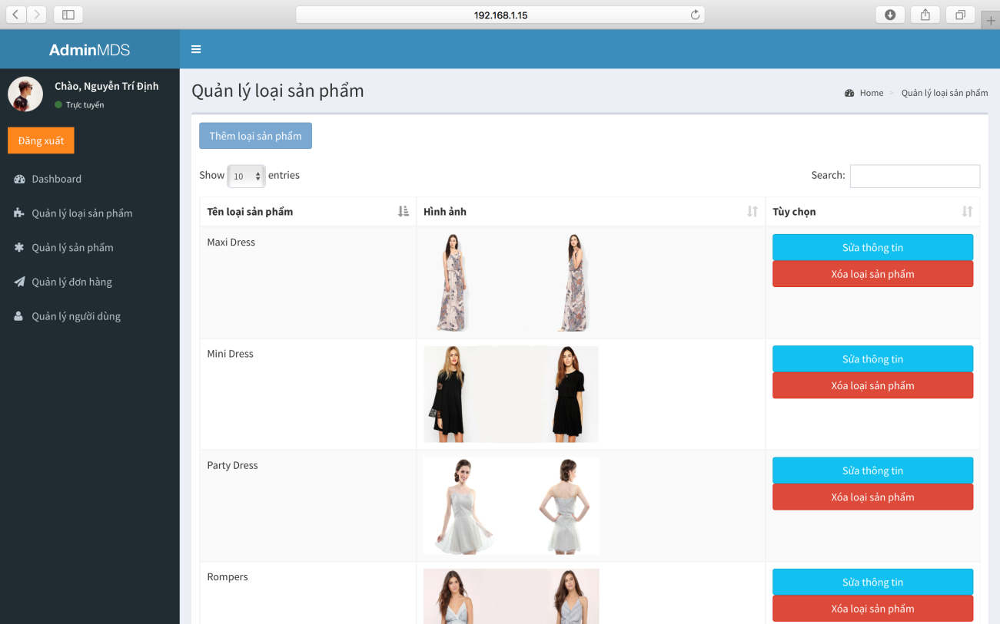 192.168.1.15
AdminMDS
Chào, Nguyễn Trí Định
Trực tuyến
Đăng xuất
Dashboard
Quản lý loại sản phẩm
Quản lý sản phẩm
Quản lý đơn hàng
Quản lý người dùng
Quản lý loại sản phẩm
Home > Quản lý loại sản phẩm
Thêm loại sản phẩm
Show 10 entries
Search:
Tên loại sản phẩm Hình ảnh Tùy chọn
Maxi Dress
Sửa thông tin
Xóa loại sản phẩm
Mini Dress
Sửa thông tin
Xóa loại sản phẩm
Party Dress
Sửa thông tin
Xóa loại sản phẩm
Rompers
Sửa thông tin
Xóa loại sản phẩm